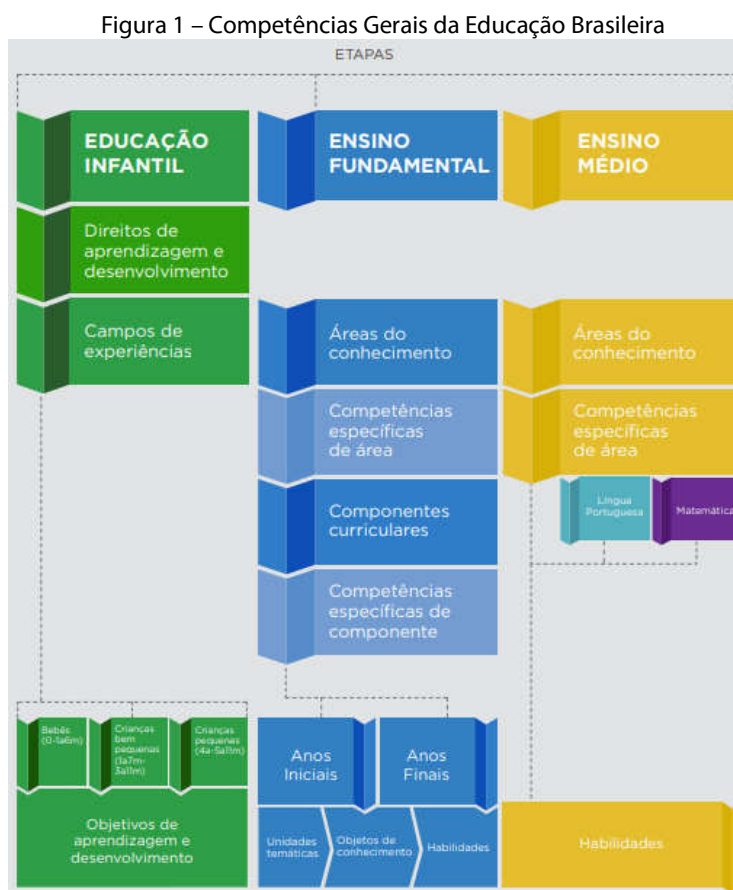 Figura 1 – Competências Gerais da Educação Brasileira
ETAPAS
EDUCAÇÃO
INFANTIL
Direitos de
aprendizagem e
desenvolvimento
Campos de
experiências
Bebês
(0-1a6m)
Crianças
bem
pequenas
(1a7m-
3a11m)
Crianças
pequenas
(4a-5a11m)
Objetivos de
aprendizagem e
desenvolvimento
ENSINO
FUNDAMENTAL
Áreas do
conhecimento
Competências
específicas
de área
Componentes
curriculares
Competências
específicas de
componente
Anos
Iniciais
Anos
Finais
Unidades
temáticas
Objetos de
conhecimento
Habilidades
ENSINO
MÉDIO
Áreas do
conhecimento
Competências
específicas
de área
Língua
Portuguesa
Matemática
Habilidades